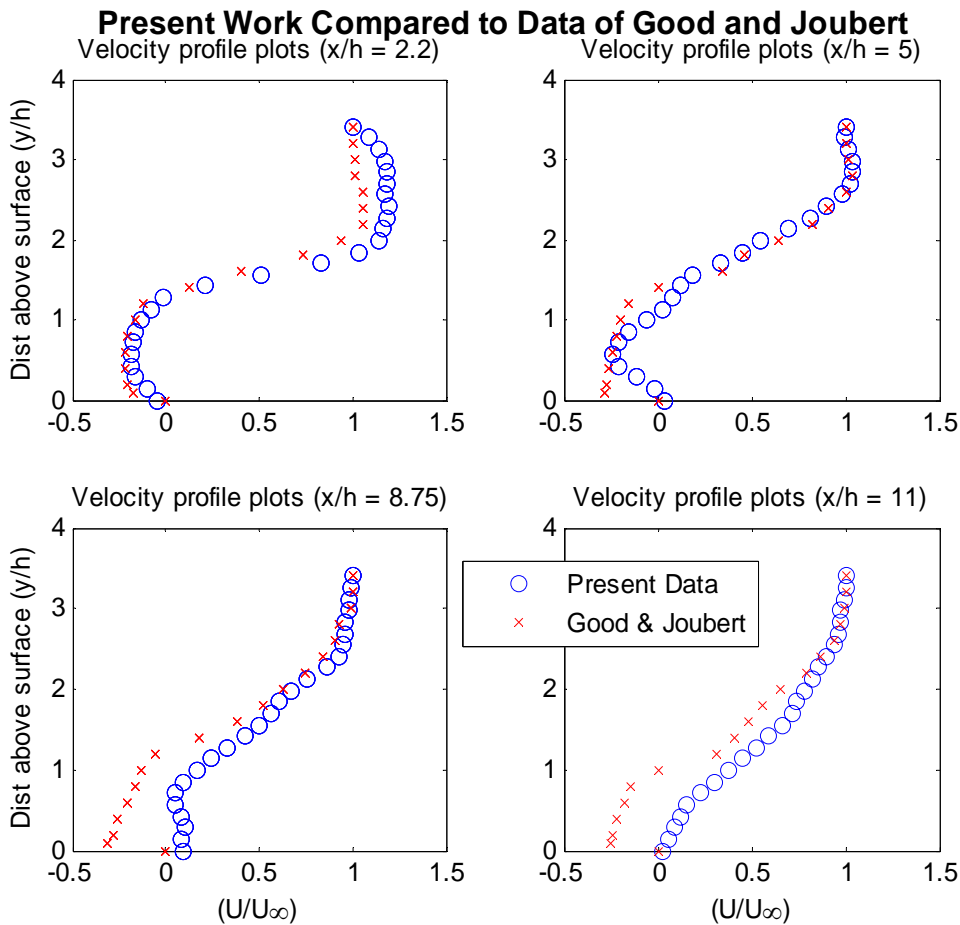 Present Work Compared to Data of Good and Joubert
Velocity profile plots (x/h = 2.2)
Velocity profile plots (x/h = 5)
Dist above surface (y/h)
4
3
2
1
0
-0.5 0 0.5 1 1.5
4
3
2
1
0
-0.5 0 0.5 1 1.5
Velocity profile plots (x/h = 8.75)
Velocity profile plots (x/h = 11)
Dist above surface (y/h)
4
3
2
1
0
-0.5 0 0.5 1 1.5
(U/U∞)
4
3
2
1
0
-0.5 0 0.5 1 1.5
(U/U∞)
Present Data
Good & Joubert